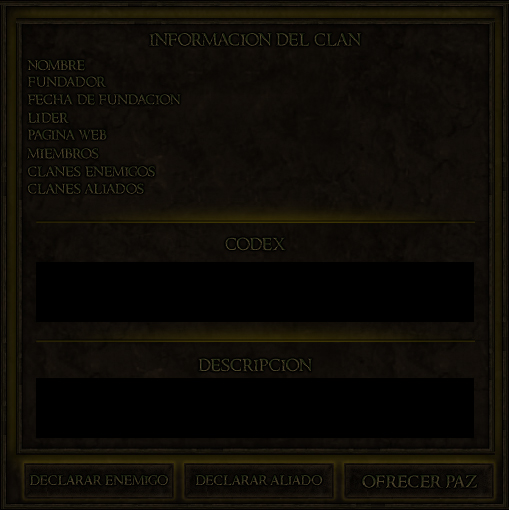 INFORMACION DEL CLAN
NOMBRE
FUNDADOR
FECHA DE FUNDACION
LIDER
PAGINA WEB
MIEMBROS
CLANES ENEMIGOS
CLANES ALIADOS
CODEX
DESCRIPCION
DECLARAR ENEMIGO
DECLARAR ALIADO
OFRECER PAZ